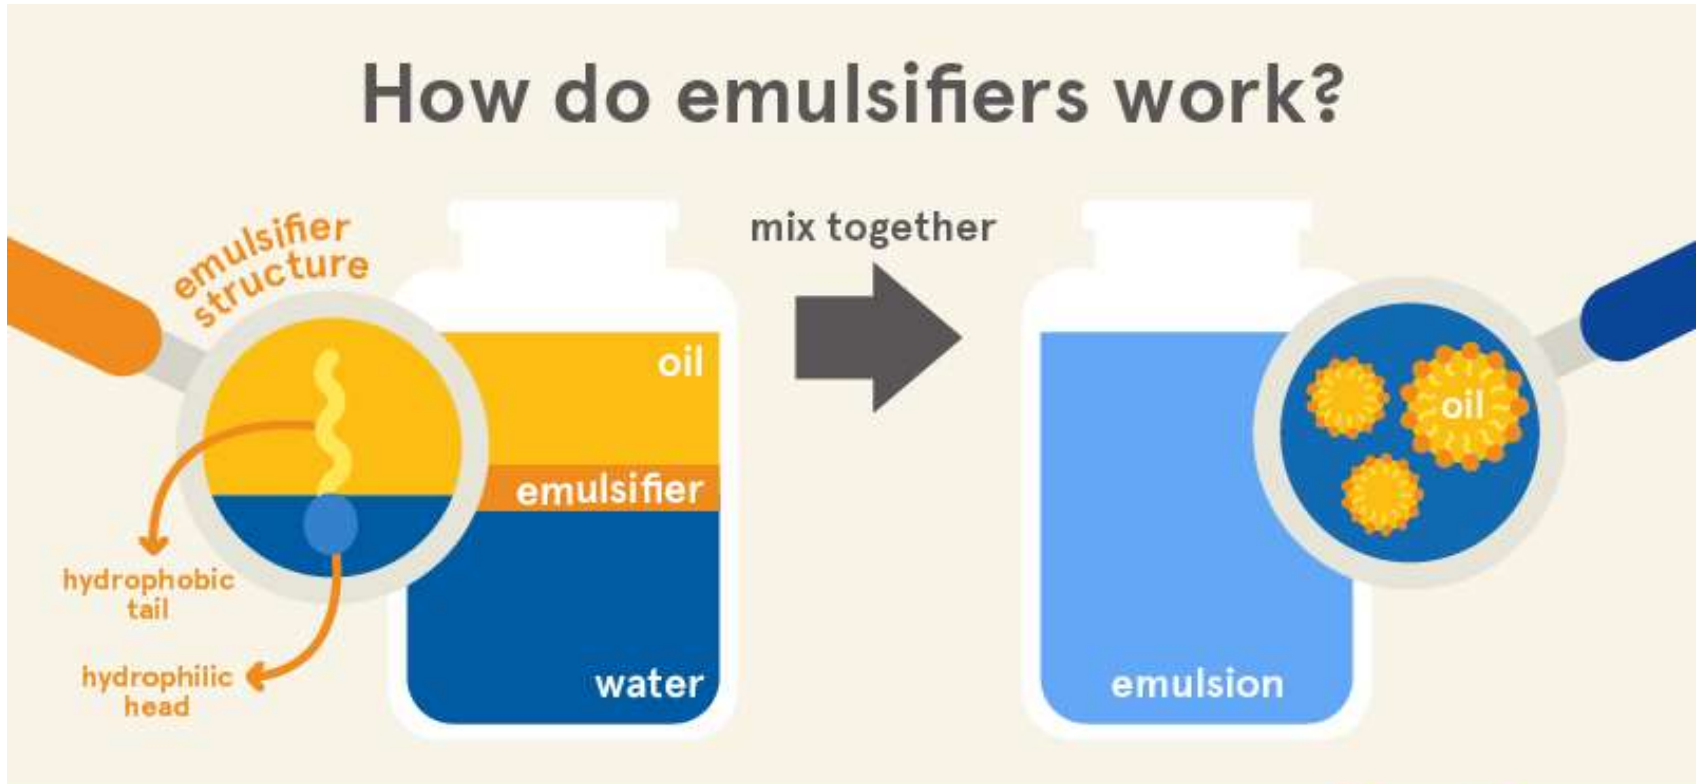 How do emulsifiers work?
emulsifier
structure
mix together
oil
emulsifier
water
hydrophobic
tail
hydrophilic
head
oil
emulsion